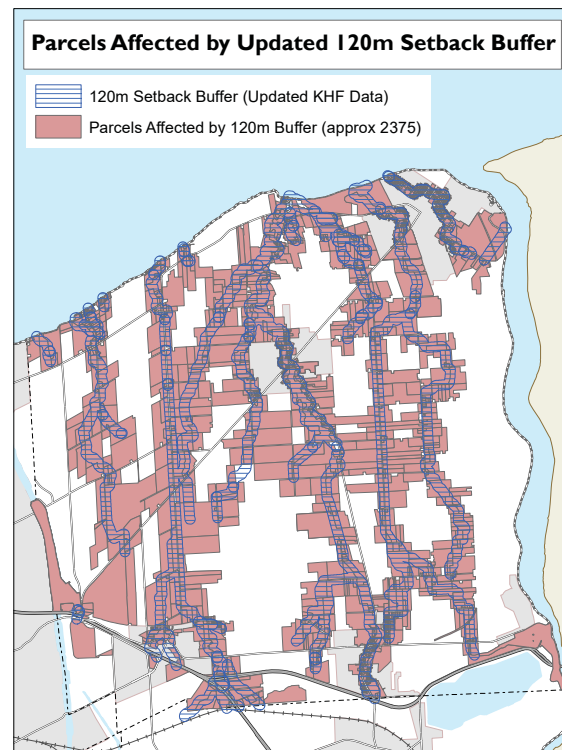 Parcels Affected by Updated 120m Setback Buffer
120m Setback Buffer (Updated KHF Data)
Parcels Affected by 120m Buffer (approx 2375)